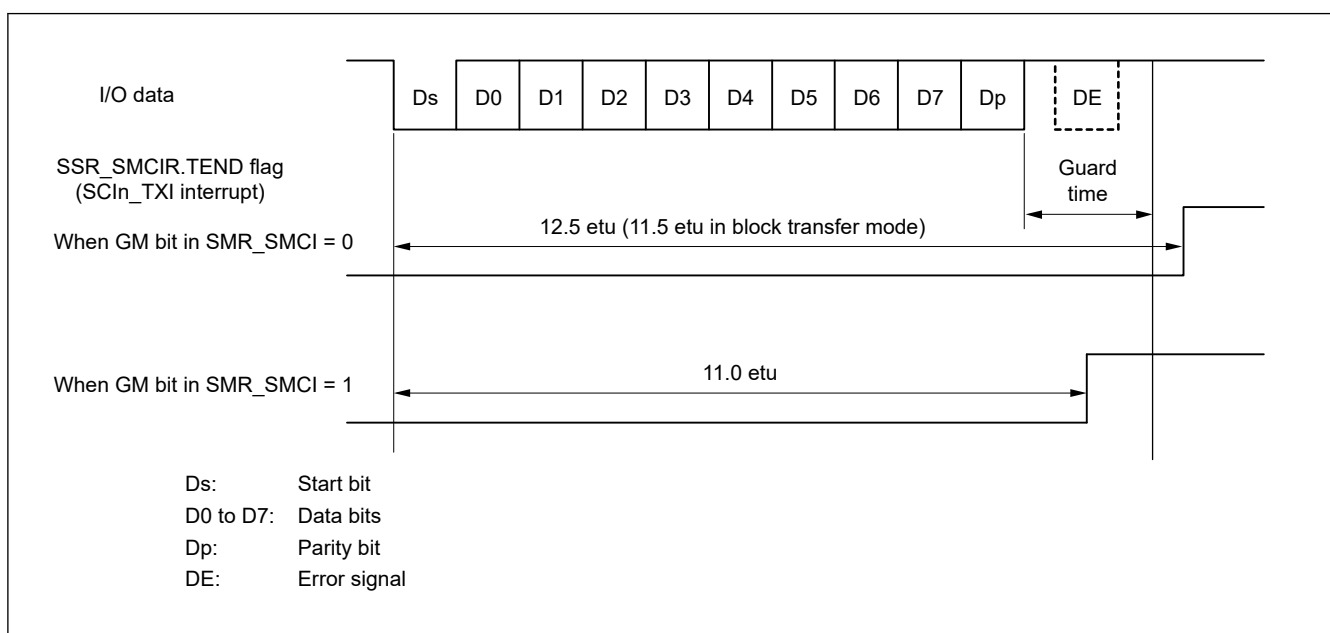 I/O data
Ds D0 D1 D2 D3 D4 D5 D6 D7 Dp DE
SSR_SMCIR.TEND flag
(SCIn_TXI interrupt)
Guard
time
When GM bit in SMR_SMCI = 0
12.5 etu (11.5 etu in block transfer mode)
When GM bit in SMR_SMCI = 1
11.0 etu
Ds: Start bit
D0 to D7: Data bits
Dp: Parity bit
DE: Error signal